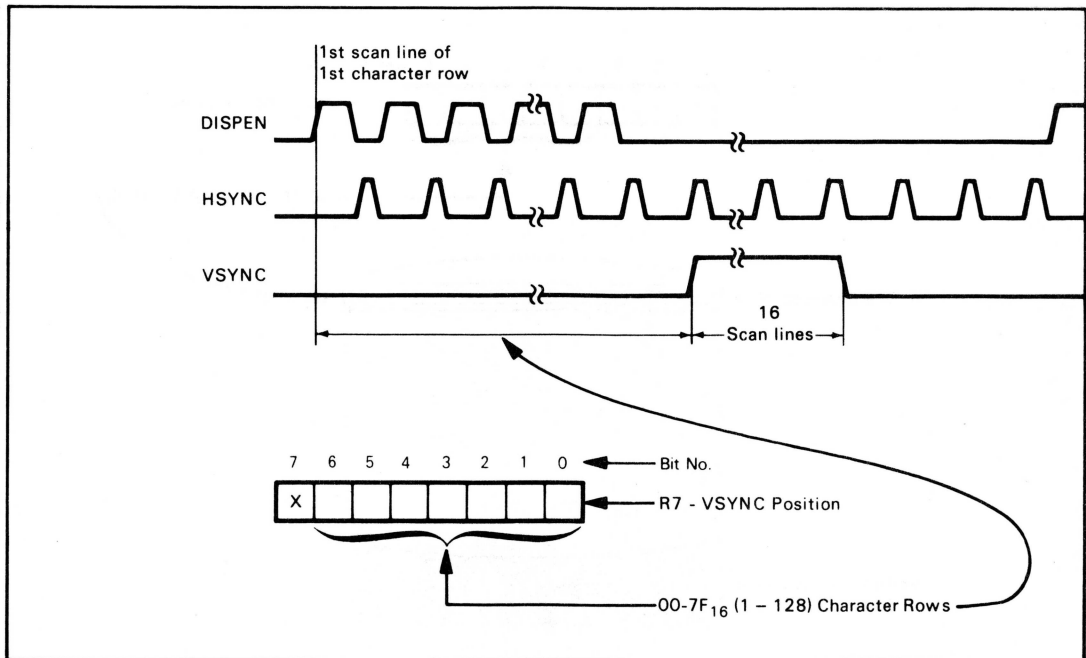 1st scan line of
1st character row
DISPEN
HSYNC
VSYNC
16
Scan lines
7 6 5 4 3 2 1 0 Bit No.
X R7 - VSYNC Position
00-7F₁₆ (1 – 128) Character Rows